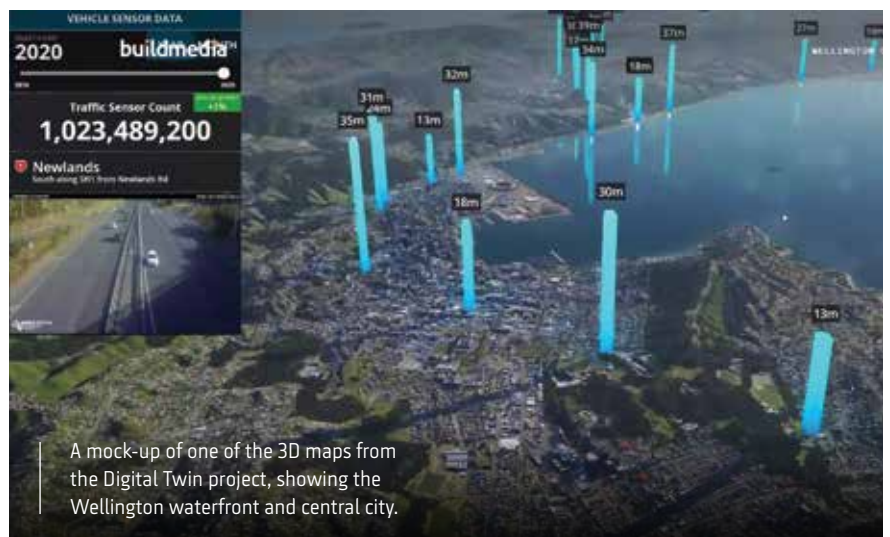 VEHICLE SENSOR DATA
2020
buildmedia
Traffic Sensor Count
1,023,489,200
Newlands
South along SH1 from Newlands Rd
35m
31m
13m
32m
18m
39m
34m
18m
37m
27m
30m
13m
WELLINGTON
A mock-up of one of the 3D maps from
the Digital Twin project, showing the
Wellington waterfront and central city.